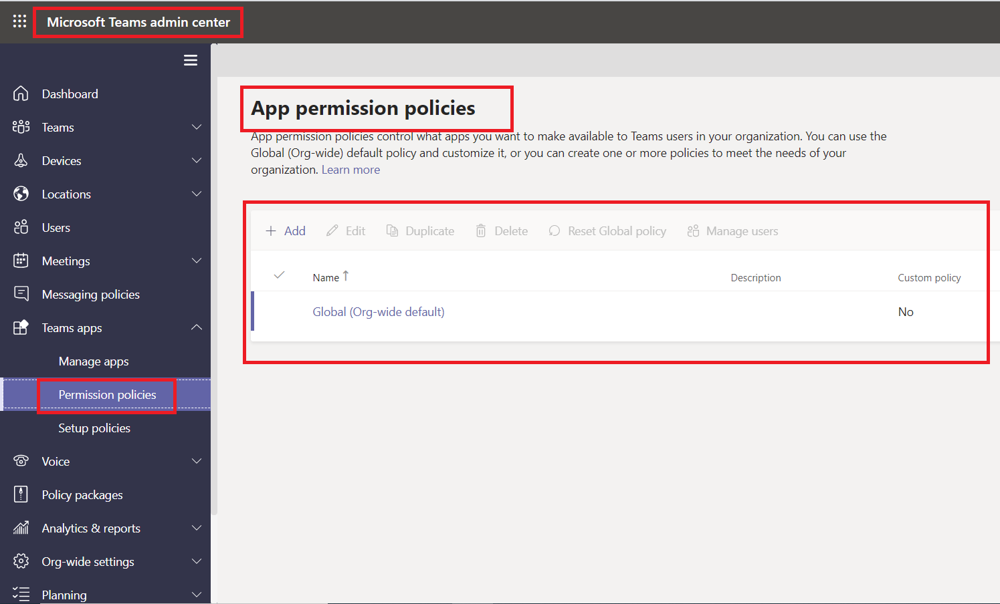 Microsoft Teams admin center
Dashboard
Teams
Devices
Locations
Users
Meetings
Messaging policies
Teams apps
Manage apps
Permission policies
Setup policies
Voice
Policy packages
Analytics & reports
Org-wide settings
Planning
App permission policies
App permission policies control what apps you want to make available to Teams users in your organization. You can use the
Global (Org-wide) default policy and customize it, or you can create one or more policies to meet the needs of your
organization. Learn more
Add Edit Duplicate Delete Reset Global policy Manage users
Name Description Custom policy
Global (Org-wide default) No